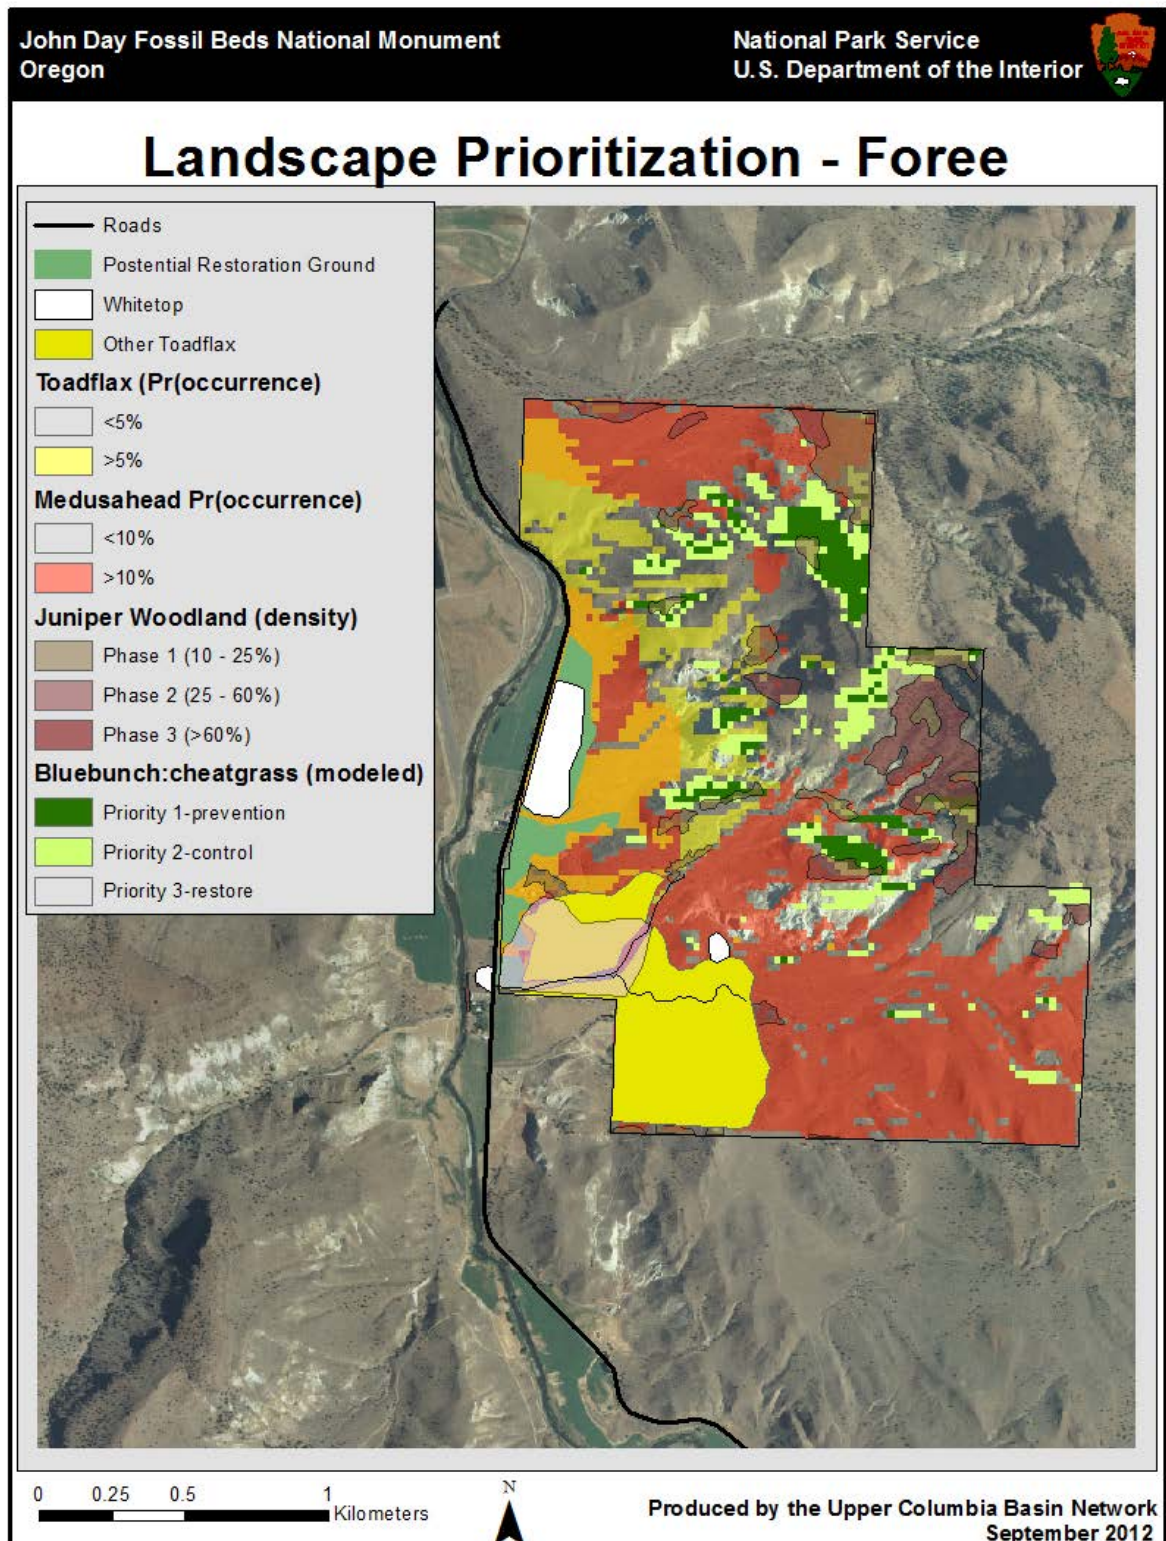 John Day Fossil Beds National Monument
Oregon
National Park Service
U.S. Department of the Interior
Landscape Prioritization - Foree
Roads
Postential Restoration Ground
Whitetop
Other Toadflax
Toadflax (Pr(occurrence)
<5%
>5%
Medusahead Pr(occurrence)
<10%
>10%
Juniper Woodland (density)
Phase 1 (10 - 25%)
Phase 2 (25 - 60%)
Phase 3 (>60%)
Bluebunch:cheatgrass (modeled)
Priority 1-prevention
Priority 2-control
Priority 3-restore
0 0.25 0.5 1
Kilometers
N
Produced by the Upper Columbia Basin Network
September 2012